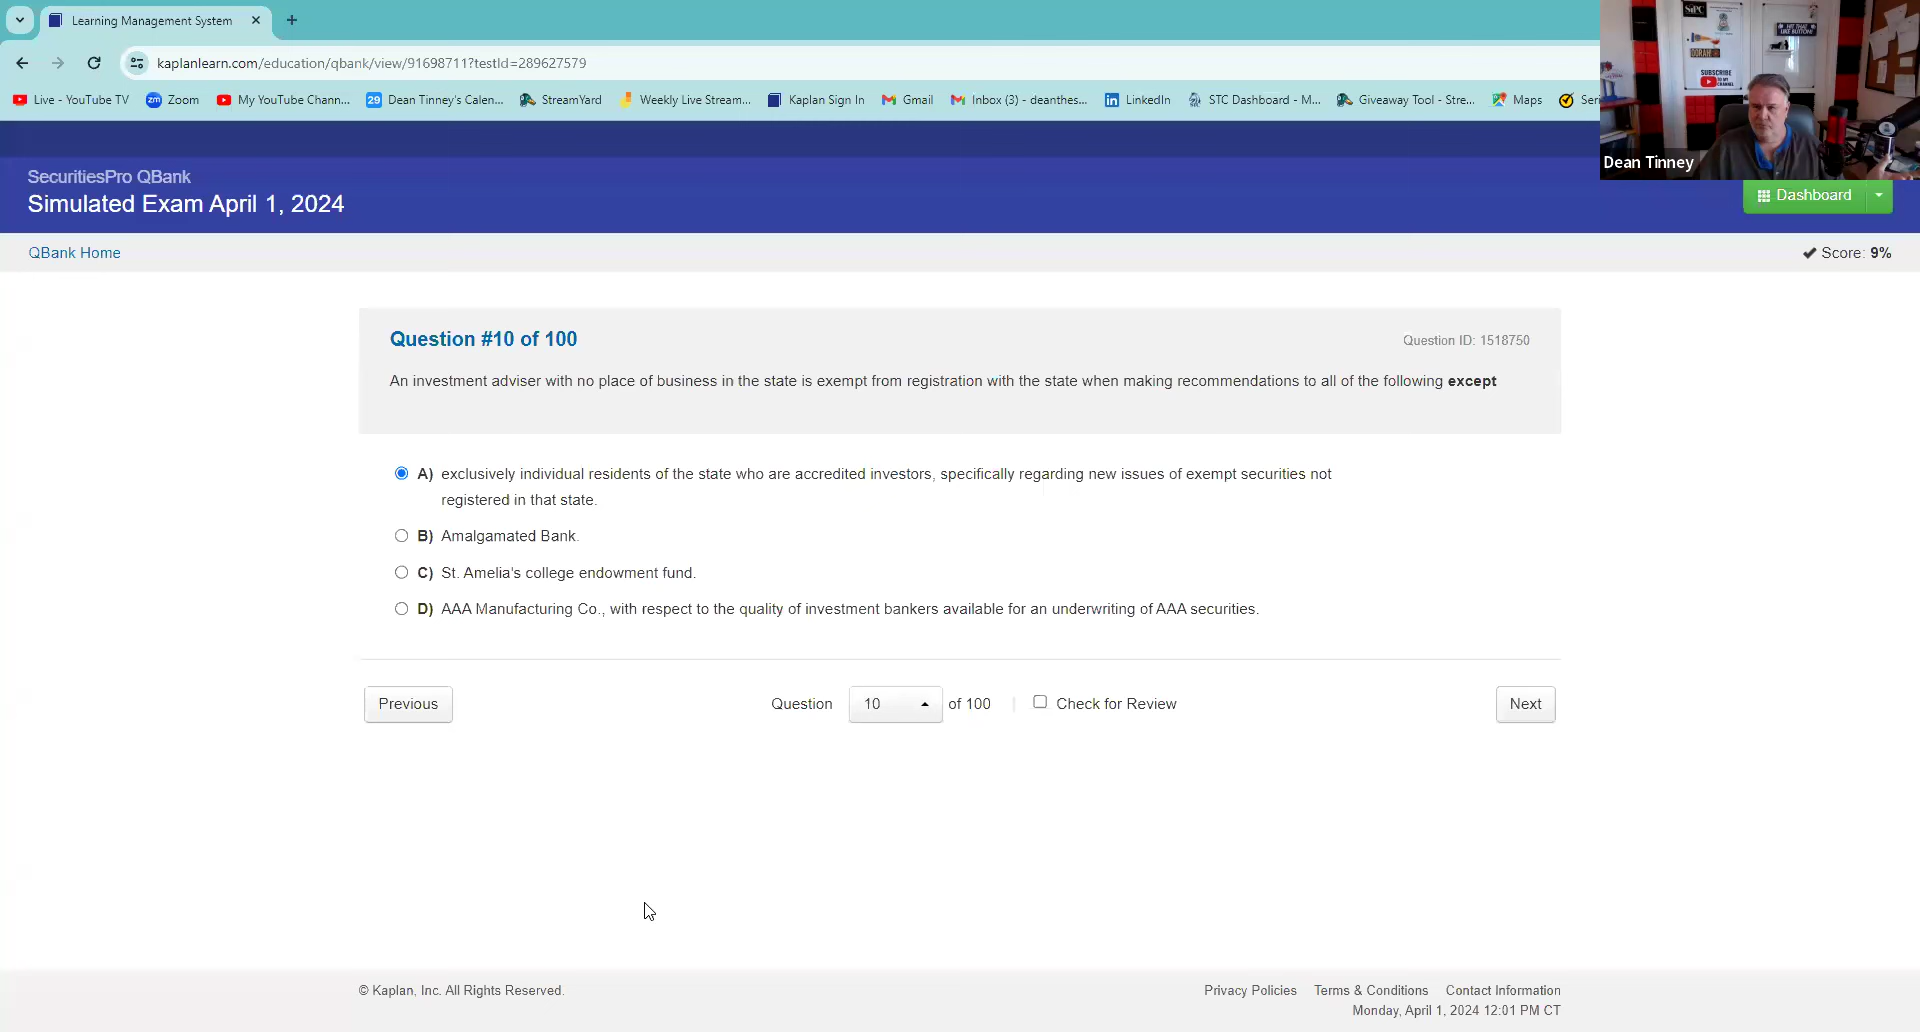 Learning Management System
kaplanlearn.com/education/qbank/view/91698711?testId=289627579
Live - YouTube TV
Zoom
My YouTube Chann...
Dean Tinney's Calen...
StreamYard
Weekly Live Stream...
Kaplan Sign In
Gmail
Inbox (3) - deanthes...
LinkedIn
STC Dashboard - M...
Giveaway Tool - Stre...
Maps
Seri
SIPC
HIT THAT
LIKE BUTTON!
SUBSCRIBE
Dean Tinney
SecuritiesPro QBank
Simulated Exam April 1, 2024
Dashboard
QBank Home
Score: 9%
Question #10 of 100
Question ID: 1518750
An investment adviser with no place of business in the state is exempt from registration with the state when making recommendations to all of the following except
A) exclusively individual residents of the state who are accredited investors, specifically regarding new issues of exempt securities not
registered in that state.
B) Amalgamated Bank.
C) St. Amelia's college endowment fund.
D) AAA Manufacturing Co., with respect to the quality of investment bankers available for an underwriting of AAA securities.
Previous
Question 10 of 100
Check for Review
Next
© Kaplan, Inc. All Rights Reserved.
Privacy Policies Terms & Conditions Contact Information
Monday, April 1, 2024 12:01 PM CT